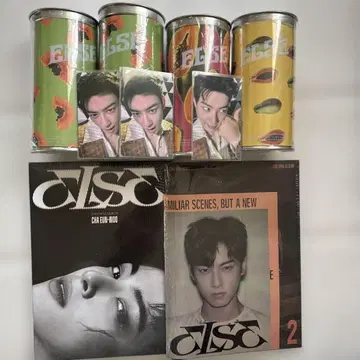 ELSE
ELSE
ELSE
ELSE
ELSE
CHA EUN-WOO
MILIAR SCENES, BUT A NEW
E
ELSE
2